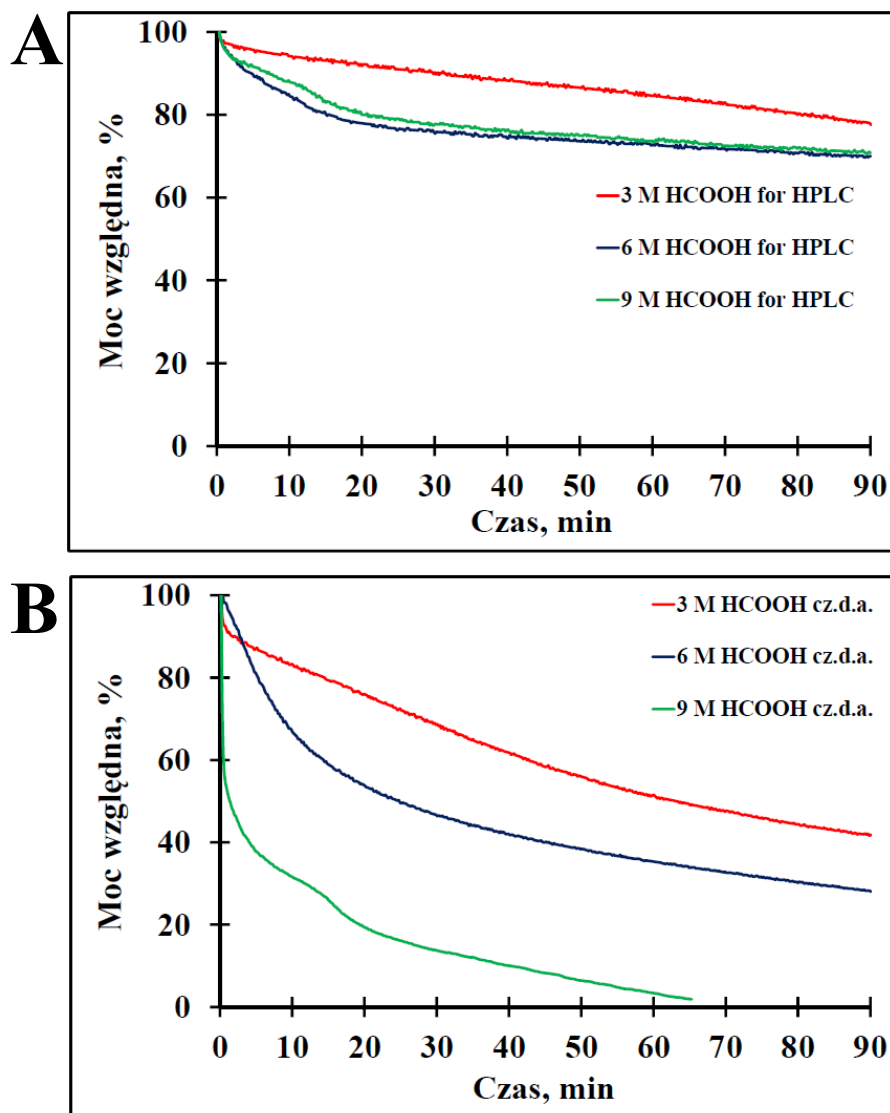 A
Moc względna, %
100
80
60
40
20
0
3 M HCOOH for HPLC
6 M HCOOH for HPLC
9 M HCOOH for HPLC
0 10 20 30 40 50 60 70 80 90
Czas, min
B
Moc względna, %
100
80
60
40
20
0
3 M HCOOH cz.d.a.
6 M HCOOH cz.d.a.
9 M HCOOH cz.d.a.
0 10 20 30 40 50 60 70 80 90
Czas, min